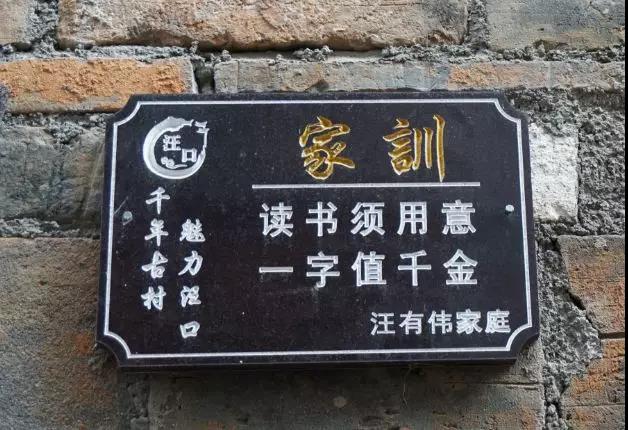 汪口
千年古村
魅力汪口
家訓
读书须用意
一字值千金
汪有伟家庭